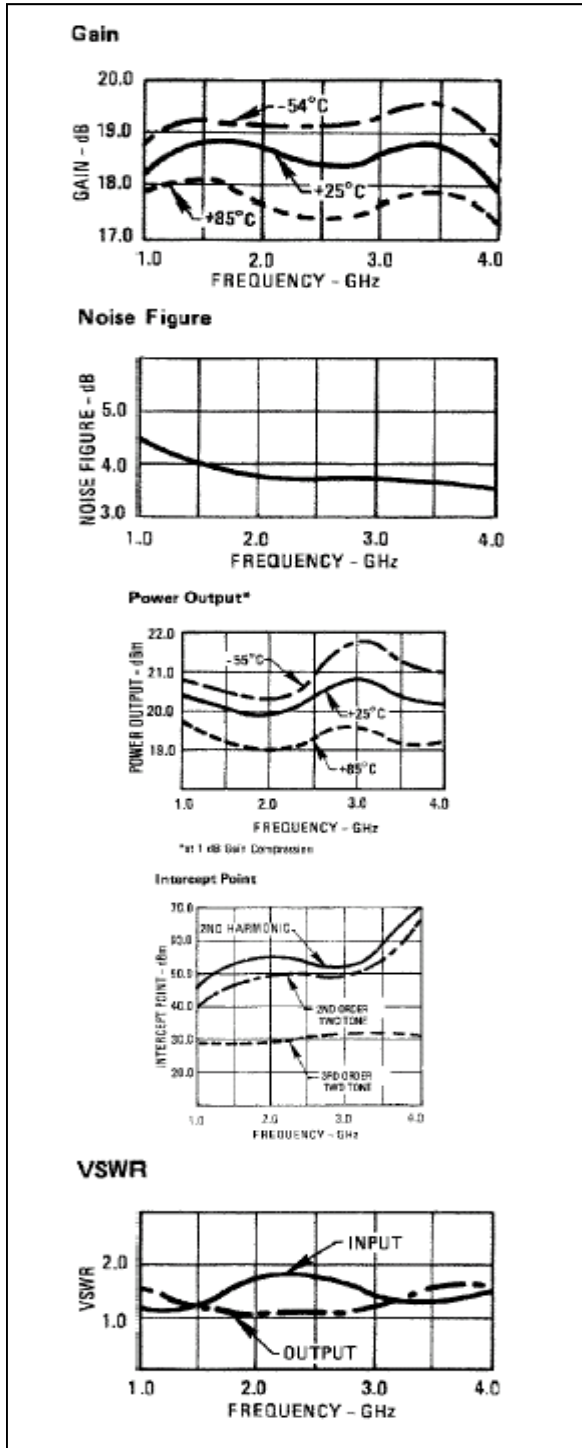 Gain
20.0
19.0
18.0
17.0
GAIN - dB
-54°C
+25°C
+85°C
1.0 2.0 3.0 4.0
FREQUENCY - GHz
Noise Figure
5.0
4.0
3.0
NOISE FIGURE - dB
1.0 2.0 3.0 4.0
FREQUENCY - GHz
Power Output*
22.0
21.0
20.0
19.0
POWER OUTPUT - dBm
-55°C
+25°C
+85°C
1.0 2.0 3.0 4.0
FREQUENCY - GHz
*at 1 dB Gain Compression
Intercept Point
70.0
60.0
50.0
40.0
30.0
20.0
INTERCEPT POINT - dBm
2ND HARMONIC
2ND ORDER
TWO TONE
3RD ORDER
TWO TONE
1.0 2.0 3.0 4.0
FREQUENCY - GHz
VSWR
2.0
1.0
VSWR
INPUT
OUTPUT
1.0 2.0 3.0 4.0
FREQUENCY - GHz